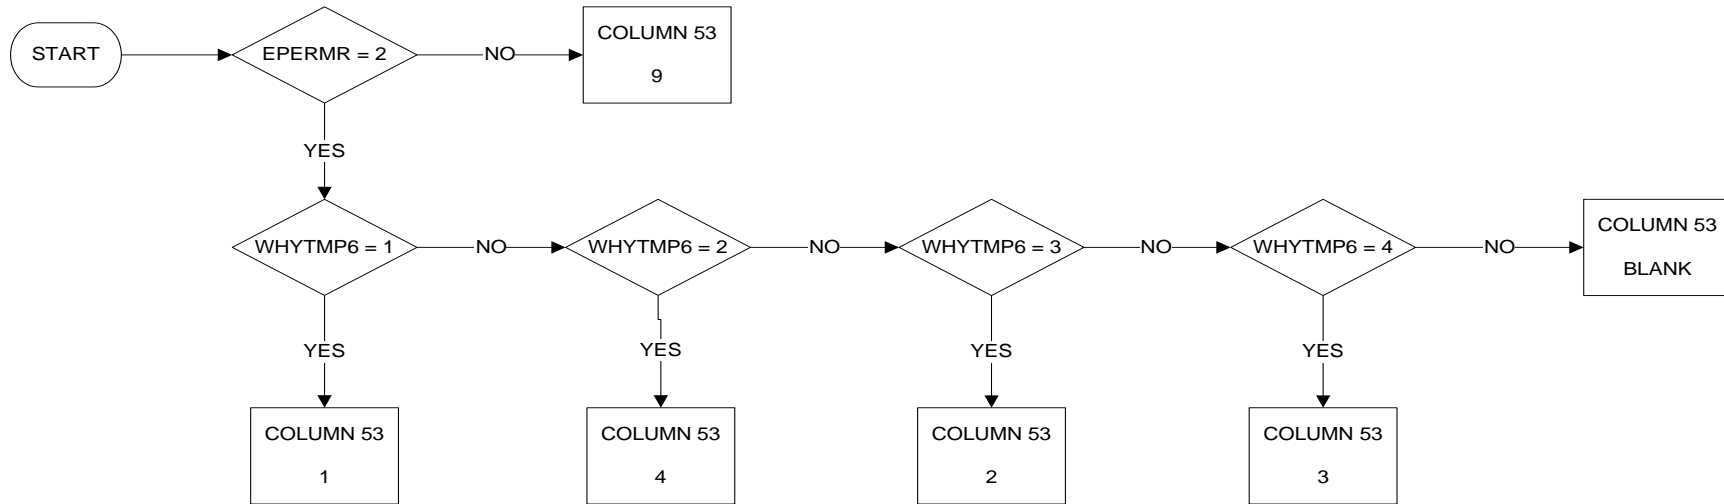 START
EPERMR = 2
NO
COLUMN 53
9
YES
WHYTMP6 = 1
NO
WHYTMP6 = 2
NO
WHYTMP6 = 3
NO
WHYTMP6 = 4
NO
COLUMN 53
BLANK
YES
YES
YES
YES
COLUMN 53
1
COLUMN 53
4
COLUMN 53
2
COLUMN 53
3